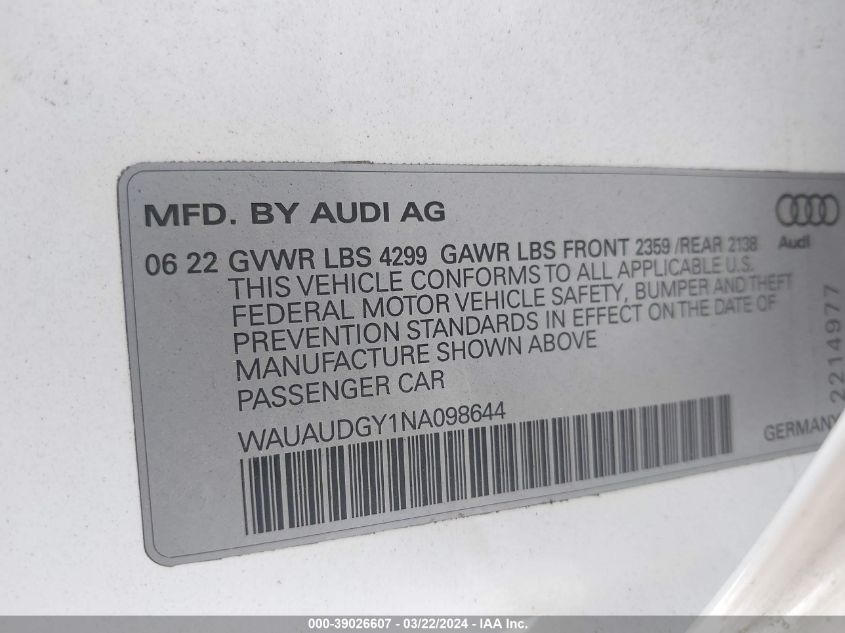 MFD. BY AUDI AG
Audi
06 22 GVWR LBS 4299 GAWR LBS FRONT 2359 /REAR 2138
THIS VEHICLE CONFORMS TO ALL APPLICABLE U.S.
FEDERAL MOTOR VEHICLE SAFETY, BUMPER AND THEFT
PREVENTION STANDARDS IN EFFECT ON THE DATE OF
MANUFACTURE SHOWN ABOVE
PASSENGER CAR
WAUAUDGY1NA098644
2214977
GERMANY
000-39026607 - 03/22/2024 - IAA Inc.